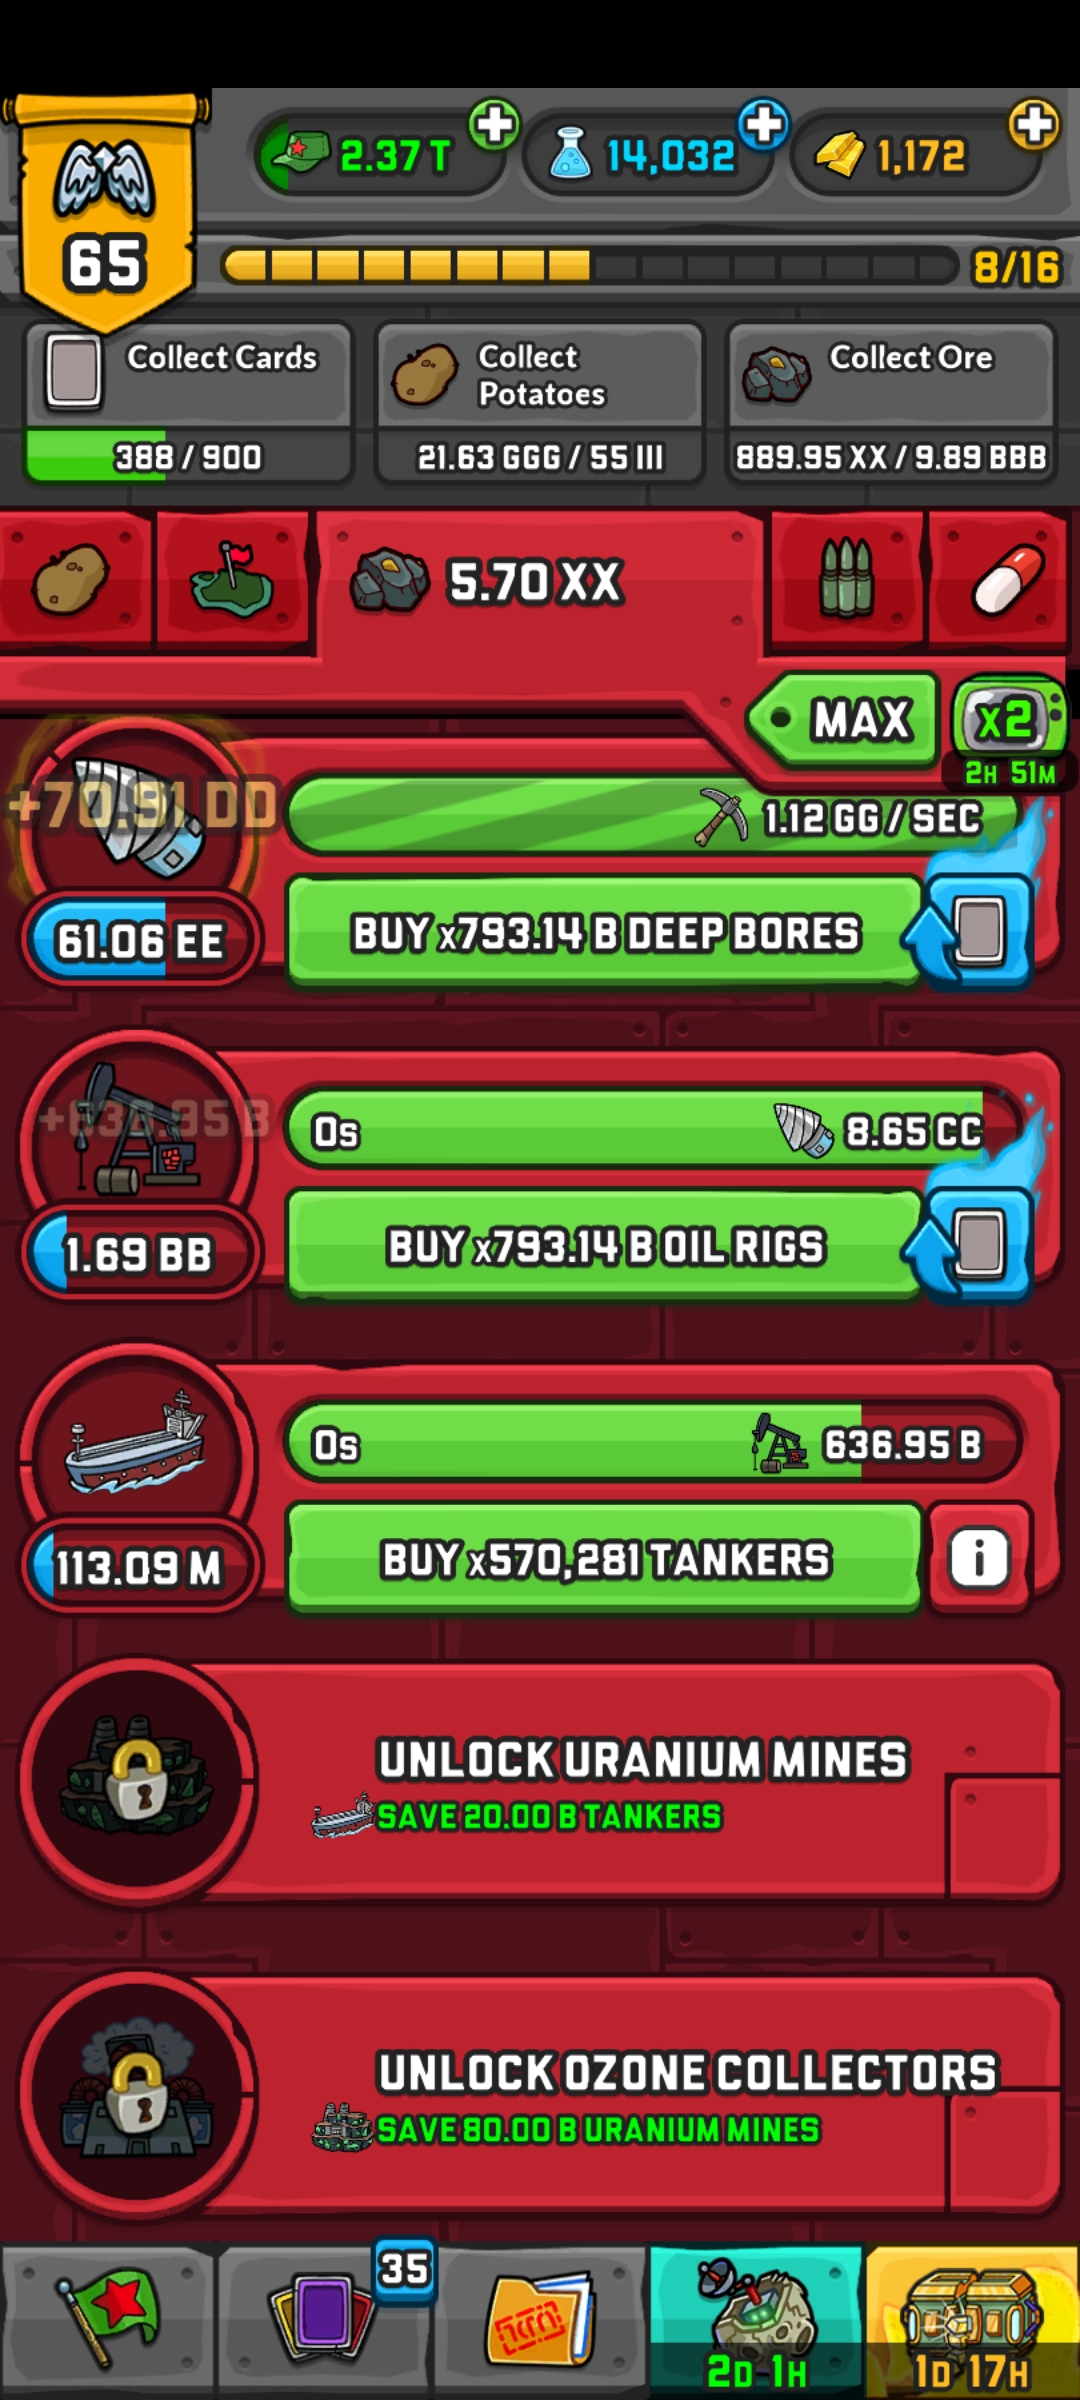 2.37 T
14,032
1,172
65
8/16
Collect Cards
388 / 900
Collect
Potatoes
21.63 GGG / 55 III
Collect Ore
889.95 XX / 9.89 BBB
5.70 XX
MAX
x2
2H 51M
+70.91 DD
1.12 GG / SEC
61.06 EE
BUY x793.14 B DEEP BORES
+636.95 B
0s
8.65 CC
1.69 BB
BUY x793.14 B OIL RIGS
0s
636.95 B
113.09 M
BUY x570,281 TANKERS
i
UNLOCK URANIUM MINES
SAVE 20.00 B TANKERS
UNLOCK OZONE COLLECTORS
SAVE 80.00 B URANIUM MINES
35
2D 1H
1D 17H